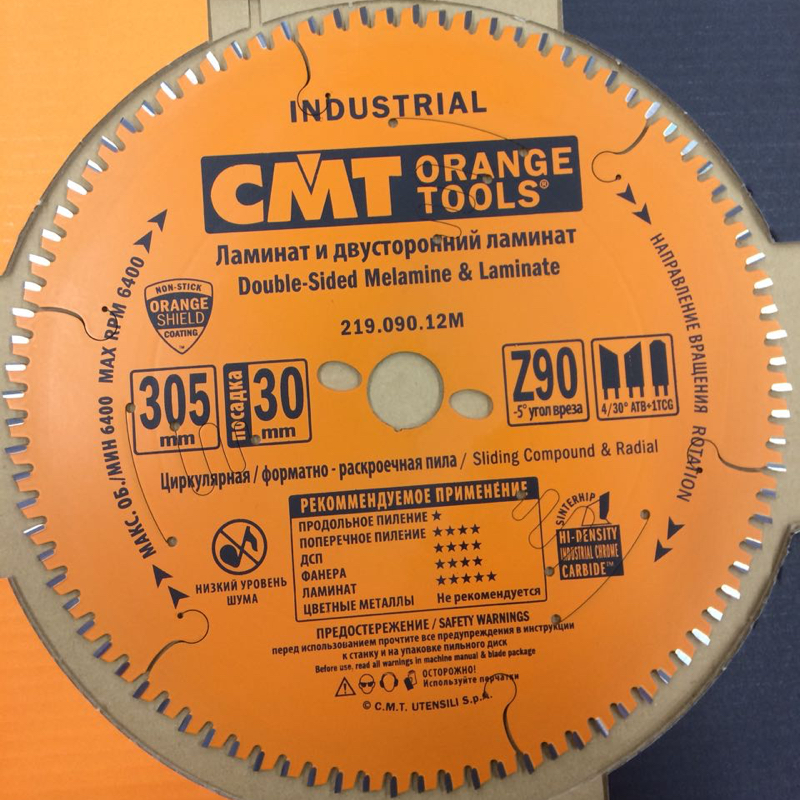 INDUSTRIAL
CMT ORANGE TOOLS®
Ламинат и двусторонний ламинат
Double-Sided Melamine & Laminate
219.090.12M
NON-STICK
ORANGE
SHIELD
COATING
™
МАКС. ОБ./МИН 6400 MAX RPM 6400
НАПРАВЛЕНИЕ ВРАЩЕНИЯ ROTATION
305
mm
посадка
30
mm
Z90
-5° угол вреза
4/30° ATB+1TCG
Циркулярная / форматно - раскроечная пила / Sliding Compound & Radial
РЕКОММЕНДУЕМОЕ ПРИМЕНЕНИЕ
ПРОДОЛЬНОЕ ПИЛЕНИЕ ★
ПОПЕРЕЧНОЕ ПИЛЕНИЕ ★★★★
ДСП ★★★★
ФАНЕРА ★★★★
ЛАМИНАТ ★★★★★
ЦВЕТНЫЕ МЕТАЛЛЫ Не рекомендуется
НИЗКИЙ УРОВЕНЬ
ШУМА
SINTERHIP
HI-DENSITY
INDUSTRIAL CHROME
CARBIDE™
ПРЕДОСТЕРЕЖЕНИЕ / SAFETY WARNINGS
перед использованием прочтите все предупреждения в инструкции
к станку и на упаковке пильного диск
Before use, read all warnings in machine manual & blade package
ОСТОРОЖНО!
Используйте перчатки
© C.M.T. UTENSILI S.p.A.